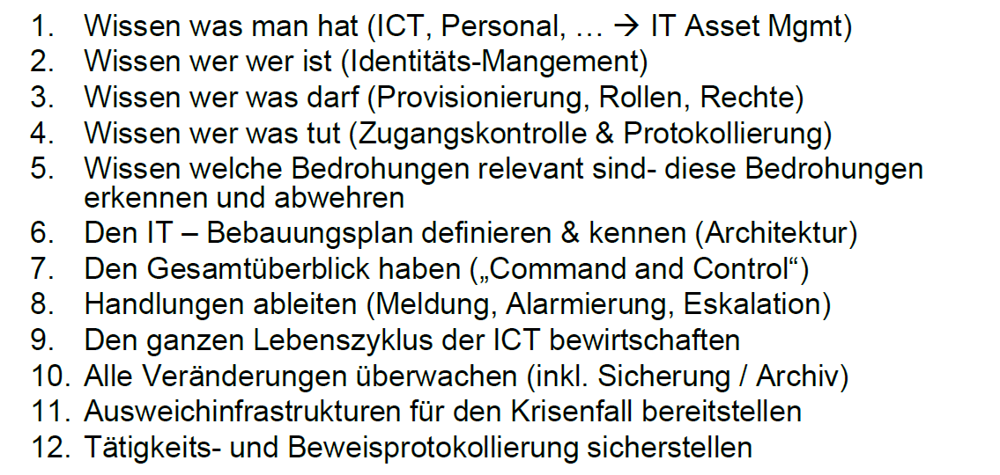 1. Wissen was man hat (ICT, Personal, … → IT Asset Mgmt)
2. Wissen wer wer ist (Identitäts-Mangement)
3. Wissen wer was darf (Provisionierung, Rollen, Rechte)
4. Wissen wer was tut (Zugangskontrolle & Protokollierung)
5. Wissen welche Bedrohungen relevant sind- diese Bedrohungen
erkennen und abwehren
6. Den IT – Bebauungsplan definieren & kennen (Architektur)
7. Den Gesamtüberblick haben („Command and Control“)
8. Handlungen ableiten (Meldung, Alarmierung, Eskalation)
9. Den ganzen Lebenszyklus der ICT bewirtschaften
10. Alle Veränderungen überwachen (inkl. Sicherung / Archiv)
11. Ausweichinfrastrukturen für den Krisenfall bereitstellen
12. Tätigkeits- und Beweisprotokollierung sicherstellen